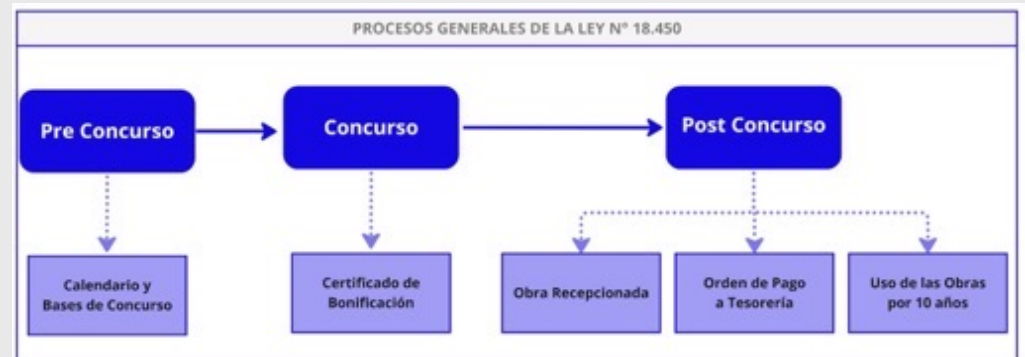 PROCESOS GENERALES DE LA LEY N° 18.450
Pre Concurso
Concurso
Post Concurso
Calendario y
Bases de Concurso
Certificado de
Bonificación
Obra Recepcionada
Orden de Pago
a Tesorería
Uso de las Obras
por 10 años